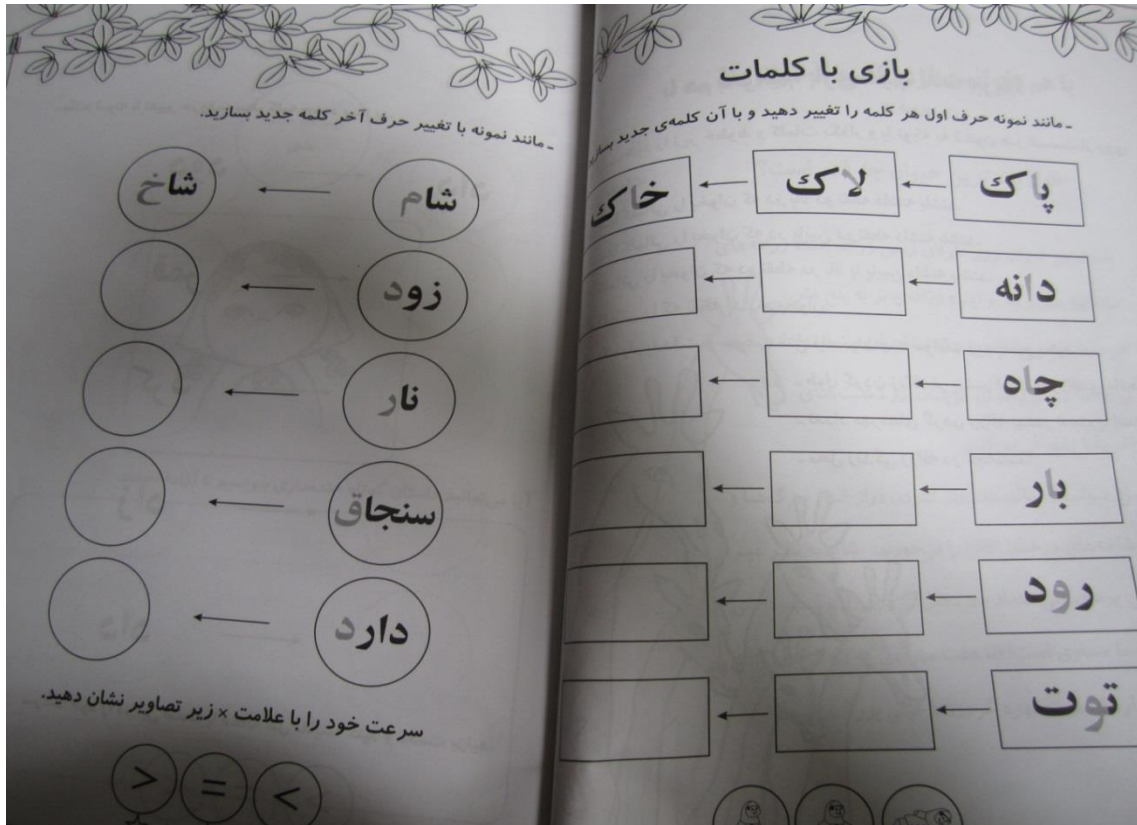 بازی با کلمات
ـ مانند نمونه حرف اول هر کلمه را تغییر دهید و با آن کلمه‌ی جدید بسازید
پاک لاک خاک
دانه
چاه
بار
رود
توت
ـ مانند نمونه با تغییر حرف آخر کلمه جدید بسازید.
شام شاخ
زود
نار
سنجاق
دارد
سرعت خود را با علامت × زیر تصاویر نشان دهید.
< = >